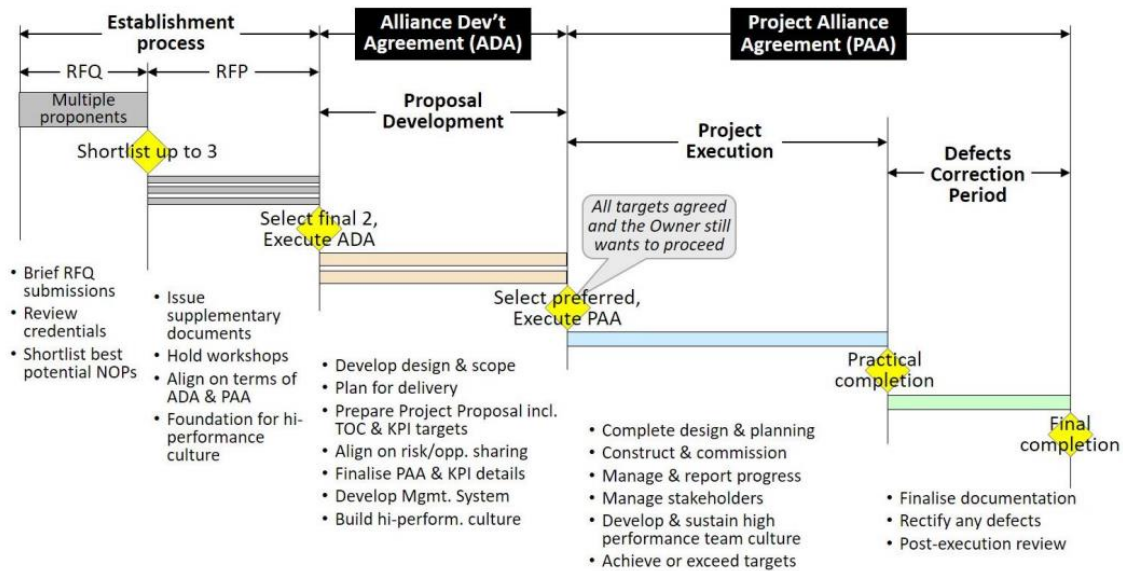 Establishment
process
Alliance Dev't
Agreement (ADA)
Project Alliance
Agreement (PAA)
RFQ
RFP
Multiple
proponents
Proposal
Development
Shortlist up to 3
Project
Execution
Defects
Correction
Period
Select final 2,
Execute ADA
All targets agreed
and the Owner still
wants to proceed
Select preferred,
Execute PAA
Practical
completion
Final
completion
• Brief RFQ
submissions
• Review
credentials
• Shortlist best
potential NOPs
• Issue
supplementary
documents
• Hold workshops
• Align on terms of
ADA & PAA
• Foundation for hi-
performance
culture
• Develop design & scope
• Plan for delivery
• Prepare Project Proposal incl.
TOC & KPI targets
• Align on risk/opp. sharing
• Finalise PAA & KPI details
• Develop Mgmt. System
• Build hi-perform. culture
• Complete design & planning
• Construct & commission
• Manage & report progress
• Manage stakeholders
• Develop & sustain high
performance team culture
• Achieve or exceed targets
• Finalise documentation
• Rectify any defects
• Post-execution review